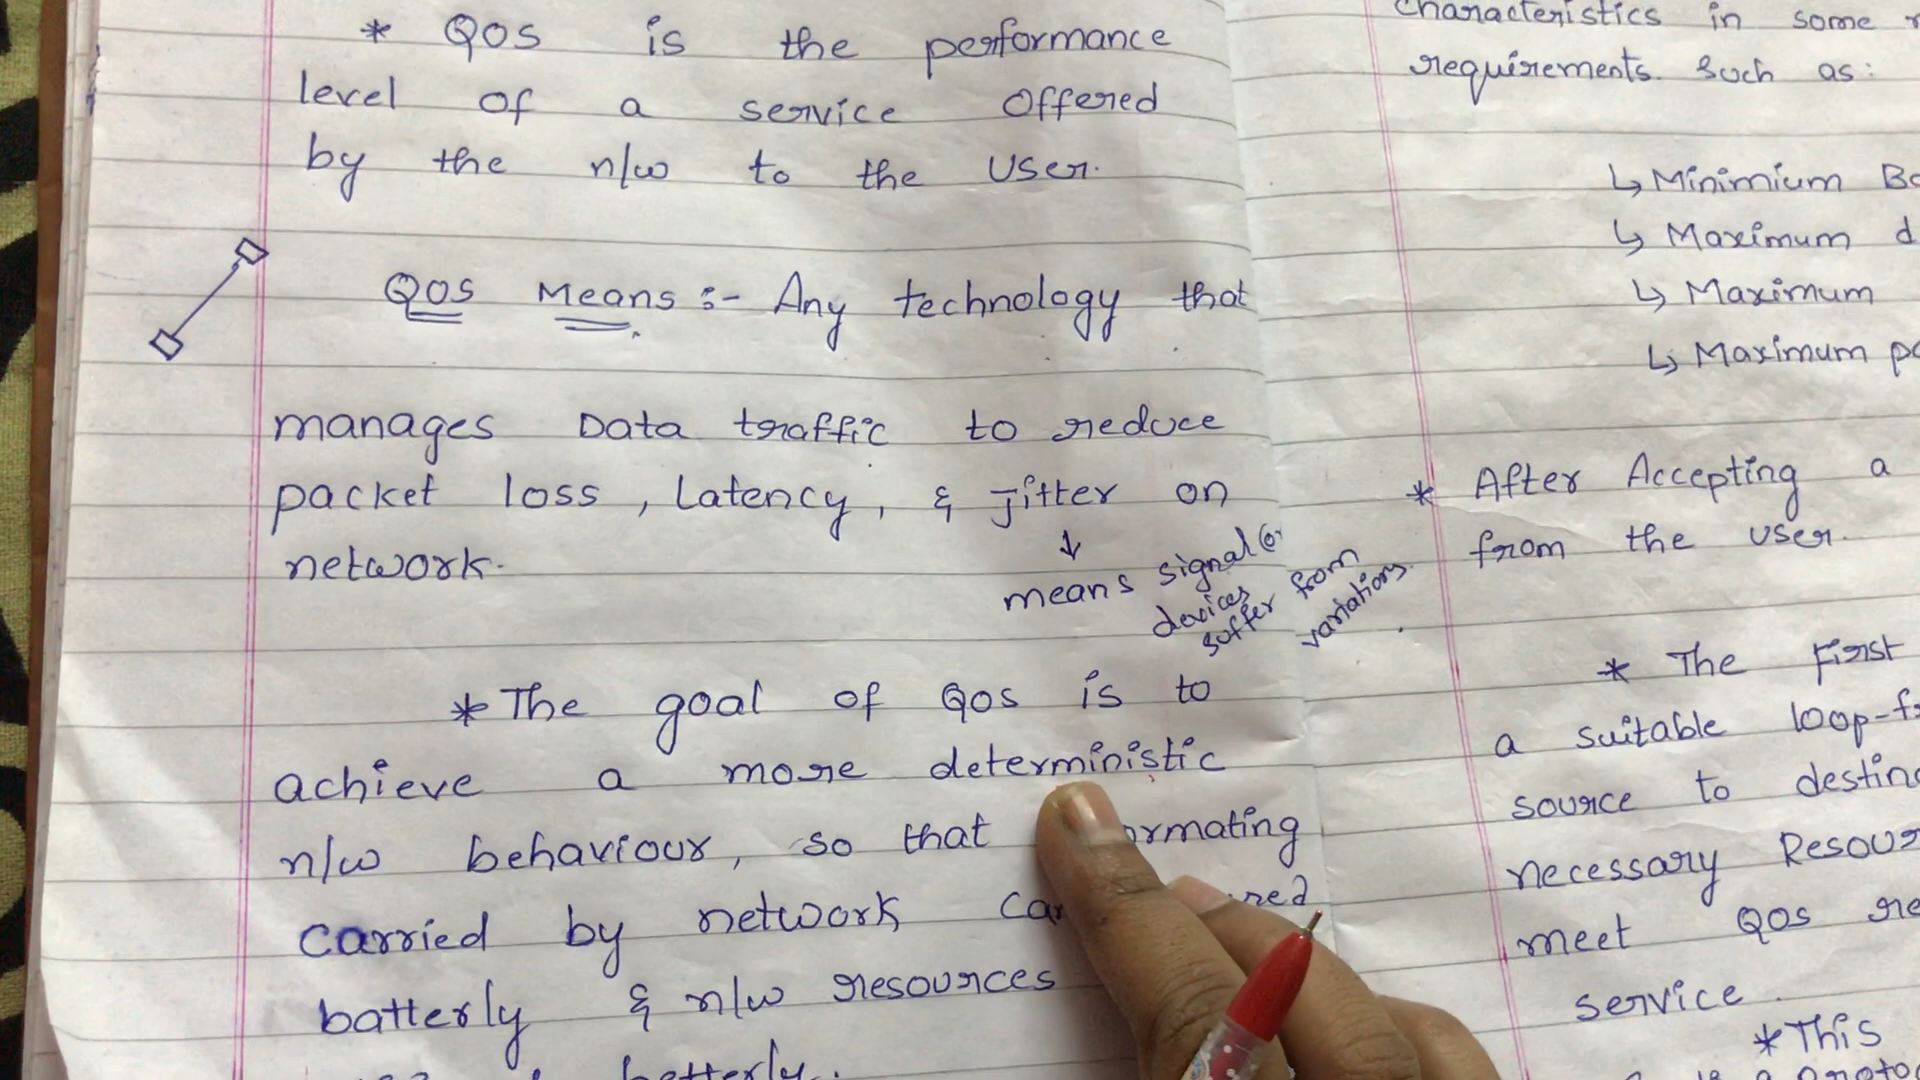 * QOS is the performance
level of a service Offered
by the n/w to the User.
QOS Means :- Any technology that
manages Data traffic to reduce
packet loss, Latency, & Jitter on
network.
↓
means signal
devices
suffer from
variations.
* The goal of QOS is to
achieve a more deterministic
n/w behaviour, so that
carried by network
batterly & n/w resources
betterly.
characteristics in some
requirements. Such as:
↳ Minimium
↳ Maximum
↳ Maximum
↳ Maximum
* After Accepting a
from the user.
* The First
a suitable loop-
source to
necessary
meet QOS
service.
* This